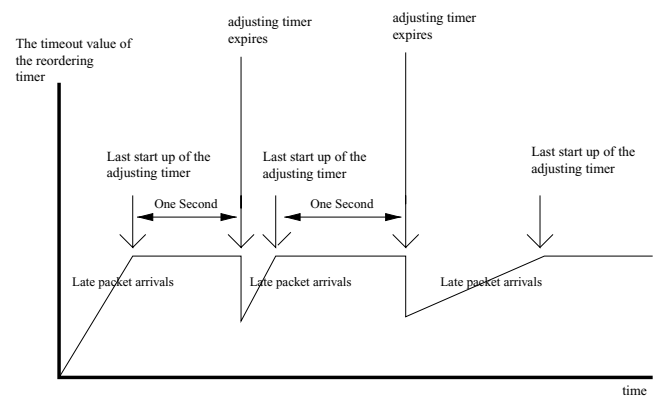 The timeout value of
the reordering
timer
adjusting timer
expires
adjusting timer
expires
Last start up of the
adjusting timer
Last start up of the
adjusting timer
Last start up of the
adjusting timer
One Second
One Second
Late packet arrivals
Late packet arrivals
Late packet arrivals
time